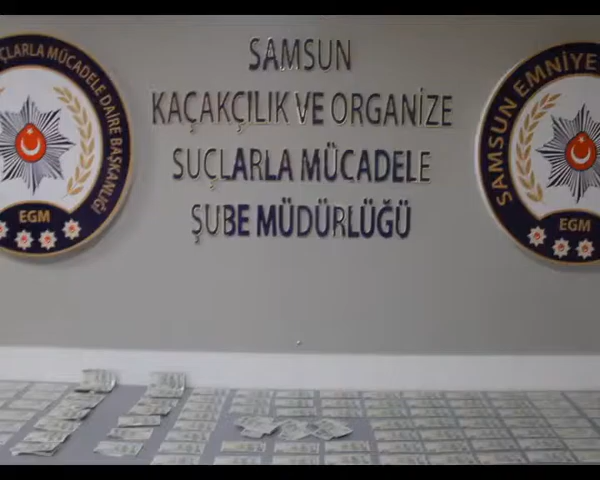 SAMSUN
KAÇAKÇILIK VE ORGANİZE
SUÇLARLA MÜCADELE
ŞUBE MÜDÜRLÜĞÜ
ÇLARLA MÜCADELE DAİRE BAŞKANLIĞI
EGM
SAMSUN EMNİYE
EGM